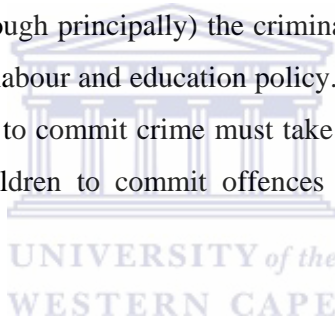 ough principally) the crimina
labour and education policy.
to commit crime must take
ldren to commit offences
UNIVERSITY of the
WESTERN CAPE